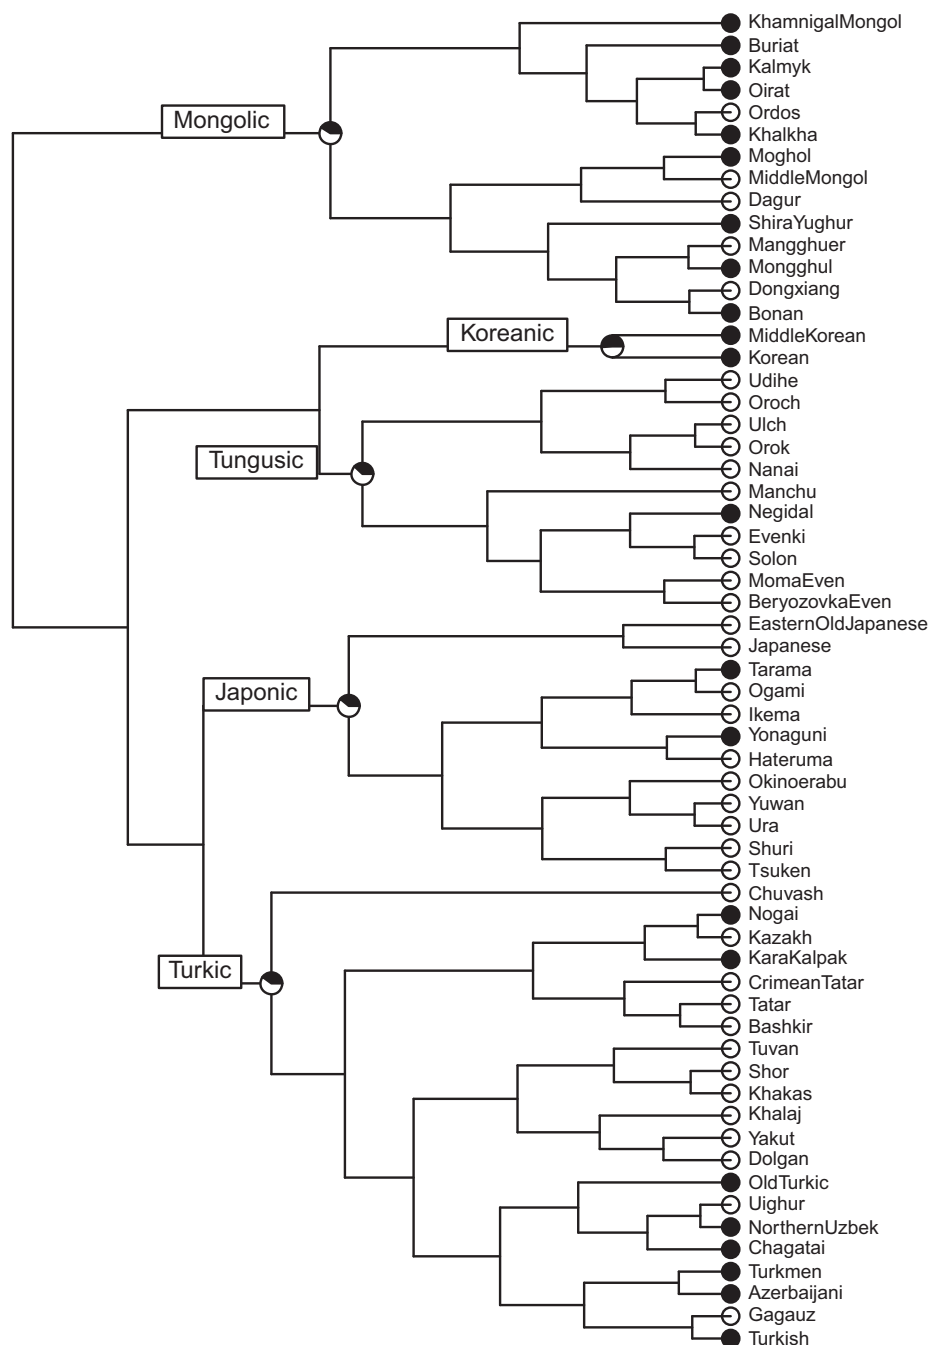 KhamnigalMongol
Buriat
Kalmyk
Oirat
Ordos
Khalkha
Mongolic
Moghol
MiddleMongol
Dagur
ShiraYughur
Mangghuer
Mongghul
Dongxiang
Bonan
Koreanic
MiddleKorean
Korean
Udihe
Oroch
Ulch
Orok
Tungusic
Nanai
Manchu
Negidal
Evenki
Solon
MomaEven
BeryozovkaEven
EasternOldJapanese
Japanese
Tarama
Japonic
Ogami
Ikema
Yonaguni
Hateruma
Okinoerabu
Yuwan
Ura
Shuri
Tsuken
Chuvash
Nogai
Kazakh
KaraKalpak
Turkic
CrimeanTatar
Tatar
Bashkir
Tuvan
Shor
Khakas
Khalaj
Yakut
Dolgan
OldTurkic
Uighur
NorthernUzbek
Chagatai
Turkmen
Azerbaijani
Gagauz
Turkish